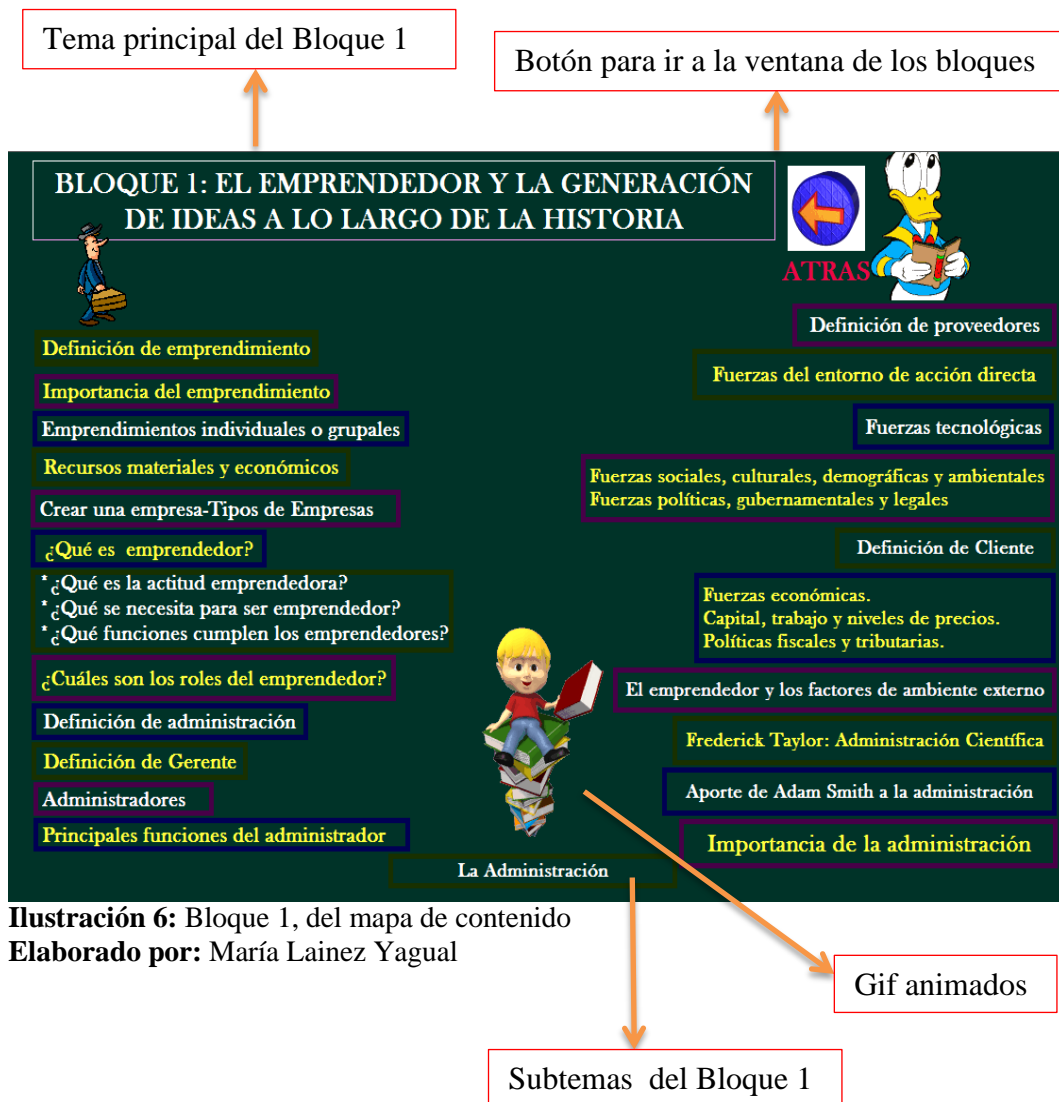 Tema principal del Bloque 1
Botón para ir a la ventana de los bloques
BLOQUE 1: EL EMPRENDEDOR Y LA GENERACIÓN
DE IDEAS A LO LARGO DE LA HISTORIA
ATRAS
Definición de emprendimiento
Importancia del emprendimiento
Emprendimientos individuales o grupales
Recursos materiales y económicos
Crear una empresa-Tipos de Empresas
¿Qué es emprendedor?
* ¿Qué es la actitud emprendedora?
* ¿Qué se necesita para ser emprendedor?
* ¿Qué funciones cumplen los emprendedores?
¿Cuáles son los roles del emprendedor?
Definición de administración
Definición de Gerente
Administradores
Principales funciones del administrador
La Administración
Definición de proveedores
Fuerzas del entorno de acción directa
Fuerzas tecnológicas
Fuerzas sociales, culturales, demográficas y ambientales
Fuerzas políticas, gubernamentales y legales
Definición de Cliente
Fuerzas económicas.
Capital, trabajo y niveles de precios.
Políticas fiscales y tributarias.
El emprendedor y los factores de ambiente externo
Frederick Taylor: Administración Científica
Aporte de Adam Smith a la administración
Importancia de la administración
Ilustración 6: Bloque 1, del mapa de contenido
Elaborado por: María Lainez Yagual
Gif animados
Subtemas del Bloque 1